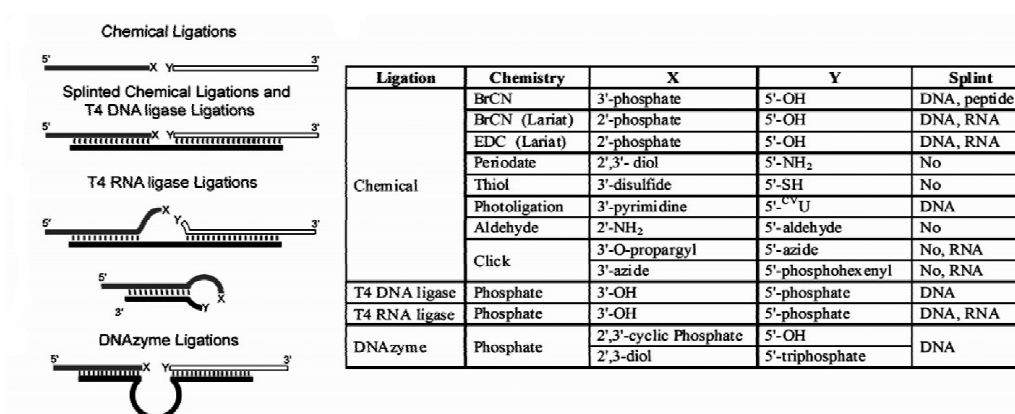 Chemical Ligations
5' X Y 3'
Splinted Chemical Ligations and
T4 DNA ligase Ligations
5' X Y 3'
T4 RNA ligase Ligations
5' X Y 3'
5'
X
Y
3'
DNAzyme Ligations
5' X Y 3'
Ligation Chemistry X Y Splint
Chemical BrCN 3'-phosphate 5'-OH DNA, peptide
BrCN (Lariat) 2'-phosphate 5'-OH DNA, RNA
EDC (Lariat) 2'-phosphate 5'-OH DNA, RNA
Periodate 2',3'- diol 5'-NH₂ No
Thiol 3'-disulfide 5'-SH No
Photoligation 3'-pyrimidine 5'-ᶜⱽU DNA
Aldehyde 2'-NH₂ 5'-aldehyde No
Click 3'-O-propargyl 5'-azide No, RNA
3'-azide 5'-phosphohexenyl No, RNA
T4 DNA ligase Phosphate 3'-OH 5'-phosphate DNA
T4 RNA ligase Phosphate 3'-OH 5'-phosphate DNA, RNA
DNAzyme Phosphate 2',3'-cyclic Phosphate 5'-OH DNA
2',3-diol 5'-triphosphate